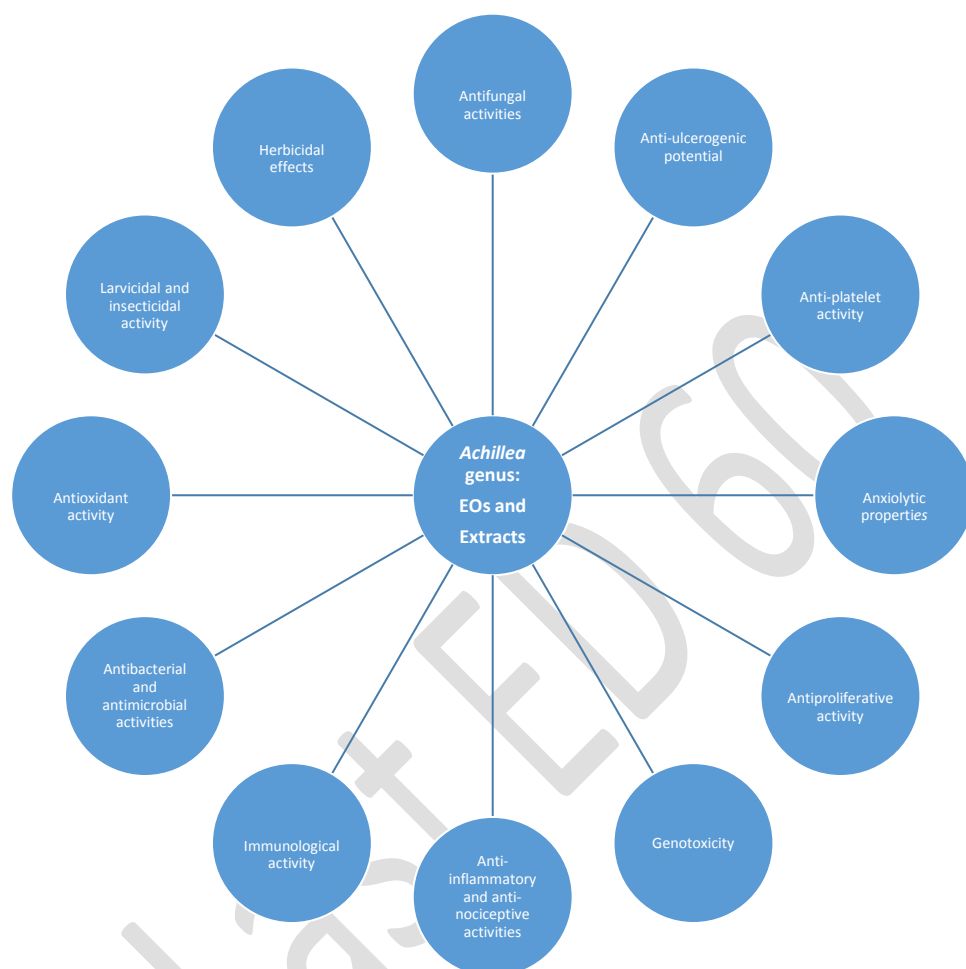 Antifungal
activities
Anti-ulcerogenic
potential
Anti-platelet
activity
Anxiolytic
properties
Antiproliferative
activity
Genotoxicity
Anti-
inflammatory
and anti-
nociceptive
activities
Immunological
activity
Antibacterial
and
antimicrobial
activities
Antioxidant
activity
Larvicidal and
insecticidal
activity
Herbicidal
effects
Achillea
genus:
EOs and
Extracts